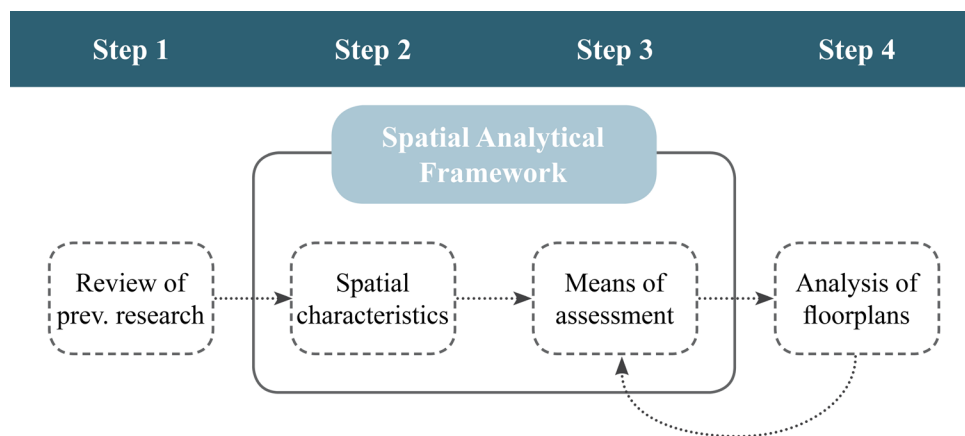 Step 1
Step 2
Step 3
Step 4
Spatial Analytical
Framework
Review of
prev. research
Spatial
characteristics
Means of
assessment
Analysis of
floorplans